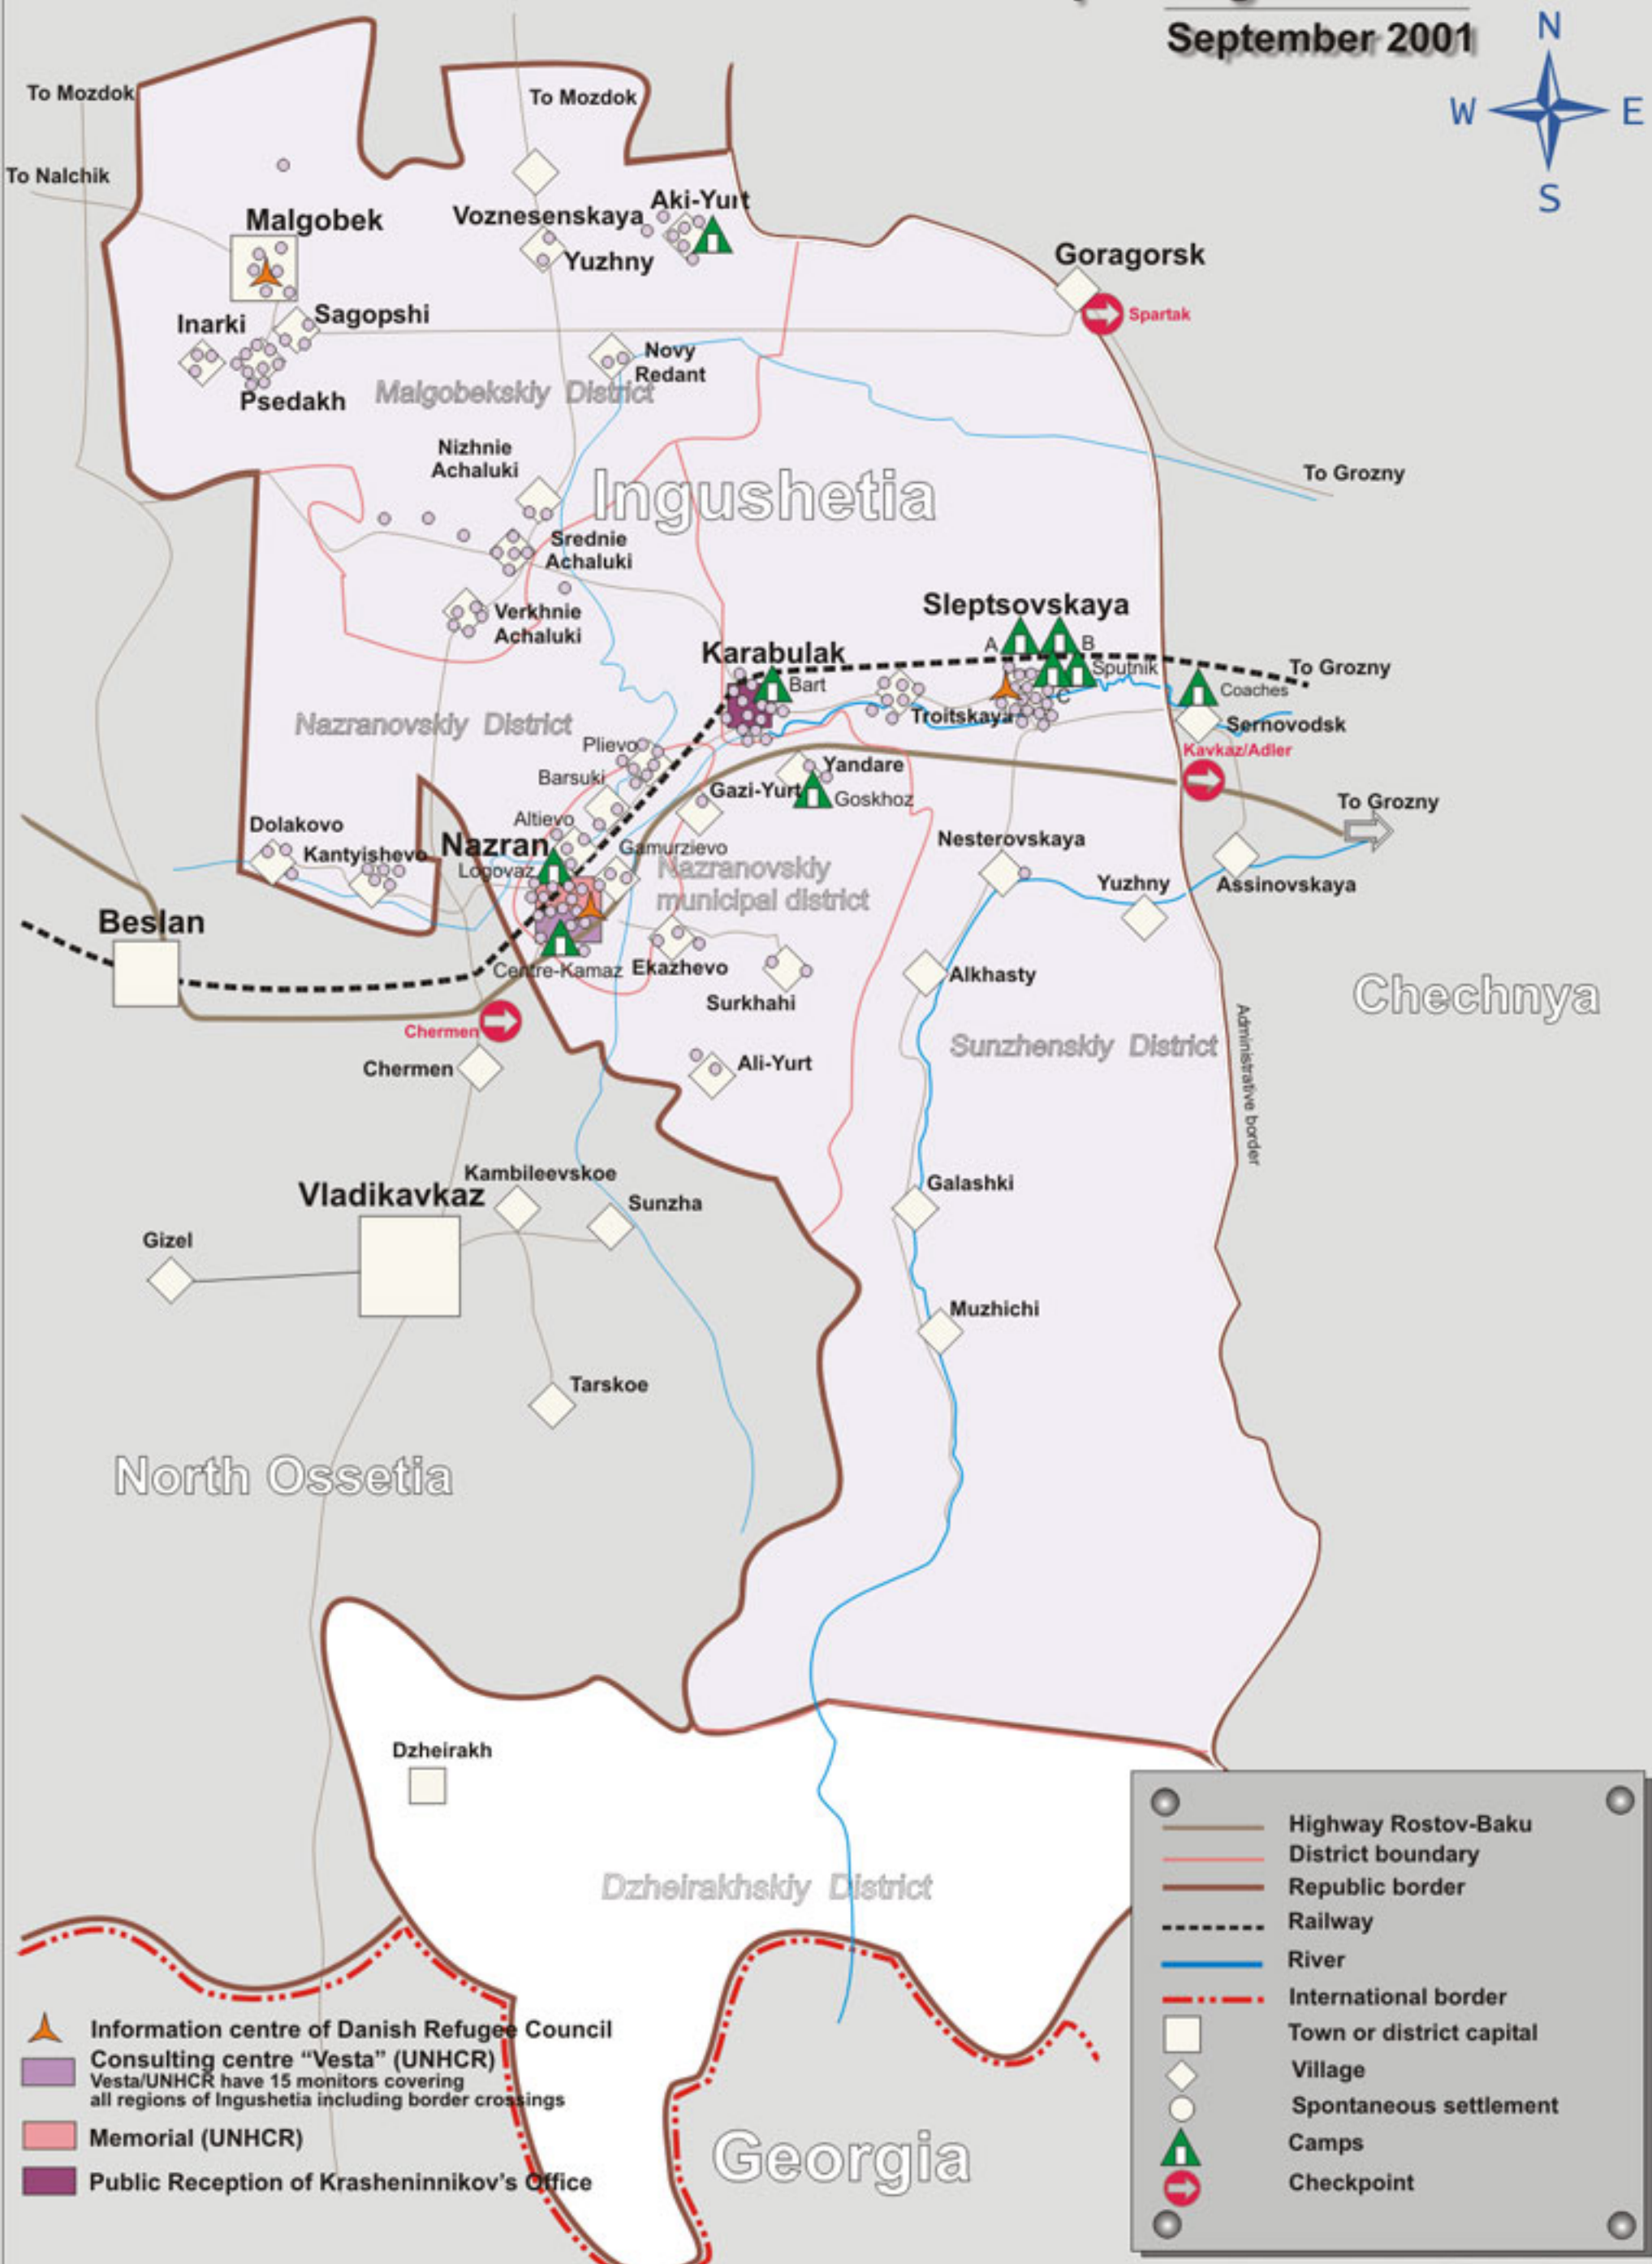 September 2001
N
W
E
S
To Mozdok
To Mozdok
To Nalchik
Malgobek
Voznesenskaya
Aki-Yurt
Yuzhny
Goragorsk
Spartak
Inarki
Sagopshi
Psedakh
Novy
Redant
Malgobekskiy District
Nizhnie
Achaluki
Ingushetia
To Grozny
Srednie
Achaluki
Verkhnie
Achaluki
Sleptsovskaya
A
B
Sputnik
C
Karabulak
Bart
To Grozny
Coaches
Troitskaya
Sernovodsk
Nazranovskiy District
Plievo
Barsuki
Kavkaz/Adler
Yandare
Gazi-Yurt
Goskhoz
To Grozny
Altievo
Dolakovo
Kantyishevo
Nazran
Logovaz
Gamurzievo
Nazranovskiy
municipal district
Nesterovskaya
Yuzhny
Assinovskaya
Beslan
Centre-Kamaz
Ekazhevo
Surkhahi
Alkhasty
Chechnya
Chermen
Chermen
Ali-Yurt
Sunzhenskiy District
Administrative border
Kambileevskoe
Vladikavkaz
Sunzha
Galashki
Gizel
Muzhichi
Tarskoe
North Ossetia
Dzheirakh
Dzheirakhskiy District
Georgia
Information centre of Danish Refugee Council
Consulting centre “Vesta” (UNHCR)
Vesta/UNHCR have 15 monitors covering
all regions of Ingushetia including border crossings
Memorial (UNHCR)
Public Reception of Krasheninnikov’s Office
Highway Rostov-Baku
District boundary
Republic border
Railway
River
International border
Town or district capital
Village
Spontaneous settlement
Camps
Checkpoint